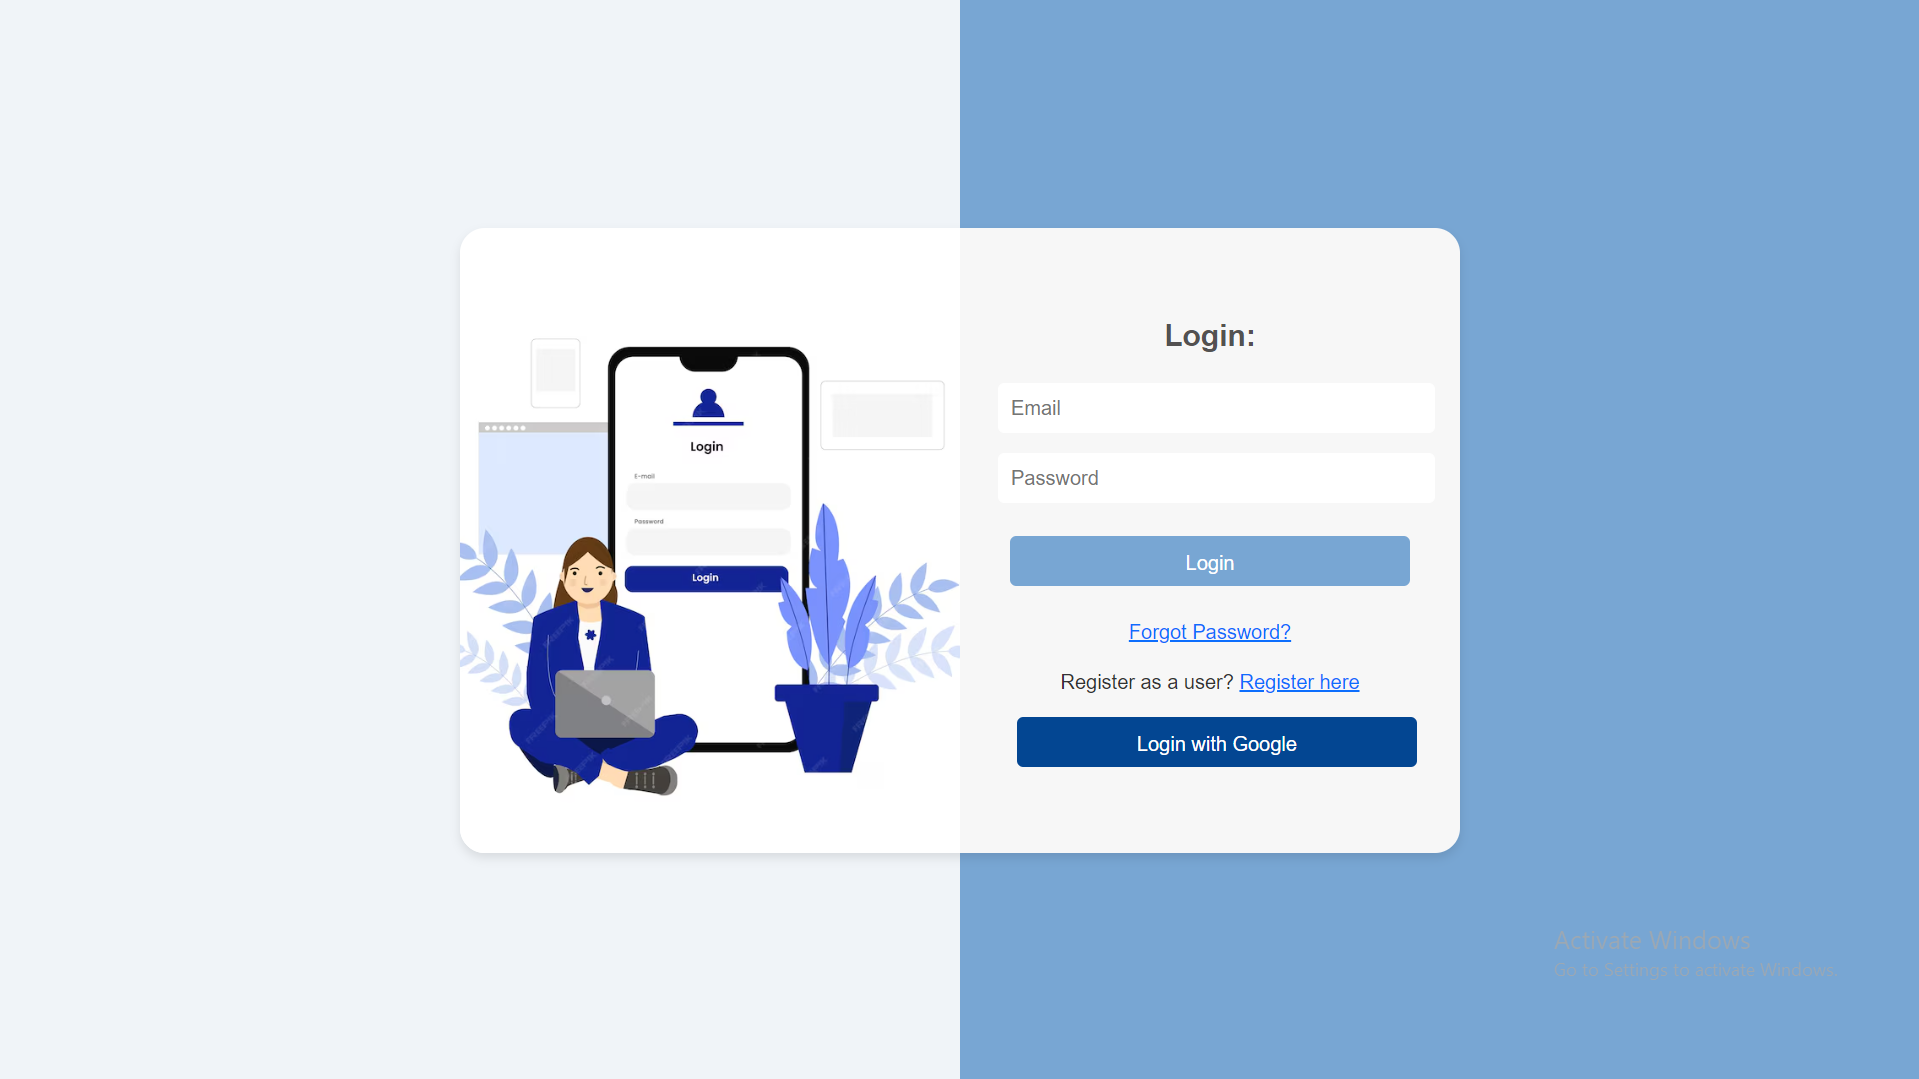 Login
E-mail
Password
Login
Login:
Email
Password
Login
Forgot Password?
Register as a user? Register here
Login with Google
Activate Windows
Go to Settings to activate Windows.